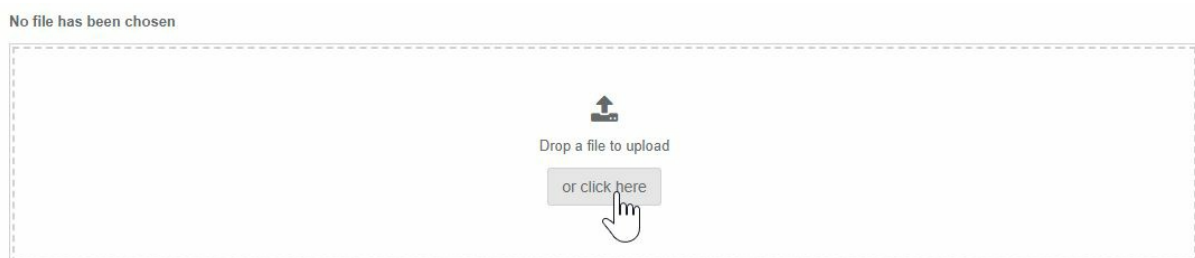 No file has been chosen
Drop a file to upload
or click here